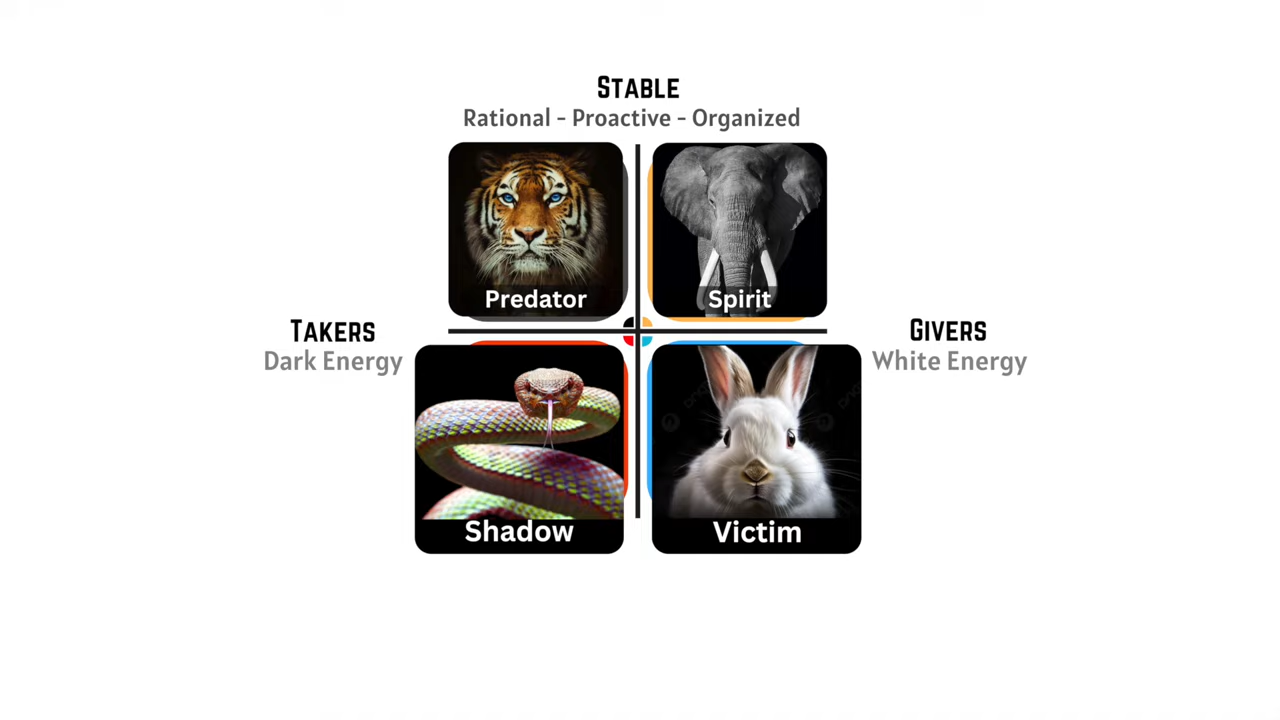 STABLE
Rational - Proactive - Organized
Predator
Spirit
TAKERS
Dark Energy
GIVERS
White Energy
Shadow
Victim